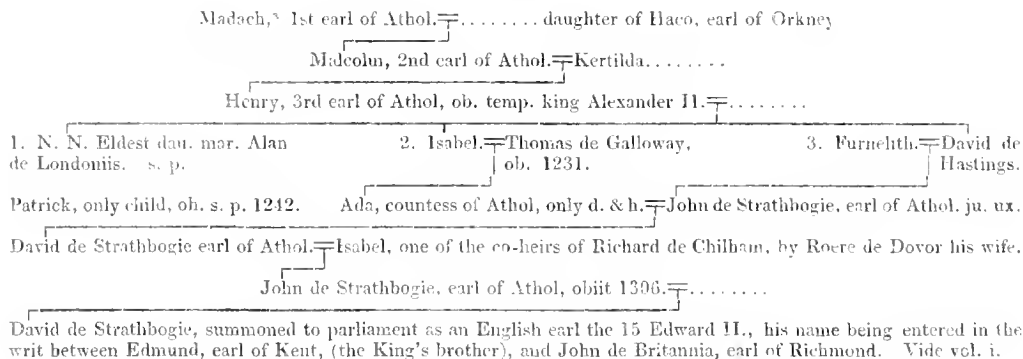 Madach,* 1st earl of Athol.=........ daughter of Haco, earl of Orkney
Malcolm, 2nd earl of Athol.=Kertilda........
Henry, 3rd earl of Athol, ob. temp. king Alexander II.=........
1. N. N. Eldest dau. mar. Alan de Londoniis. s. p.
2. Isabel.=Thomas de Galloway, ob. 1231.
3. Furnelith.=David de Hastings.
Patrick, only child, ob. s. p. 1242. Ada, countess of Athol, only d. & h.=John de Strathbogie, earl of Athol. ju. ux.
David de Strathbogie earl of Athol.=Isabel, one of the co-heirs of Richard de Chilham, by Roere de Dovor his wife.
John de Strathbogie, earl of Athol, obiit 1306.=........
David de Strathbogie, summoned to parliament as an English earl the 15 Edward II., his name being entered in the
writ between Edmund, earl of Kent, (the King's brother), and John de Britannia, earl of Richmond. Vide vol. i.